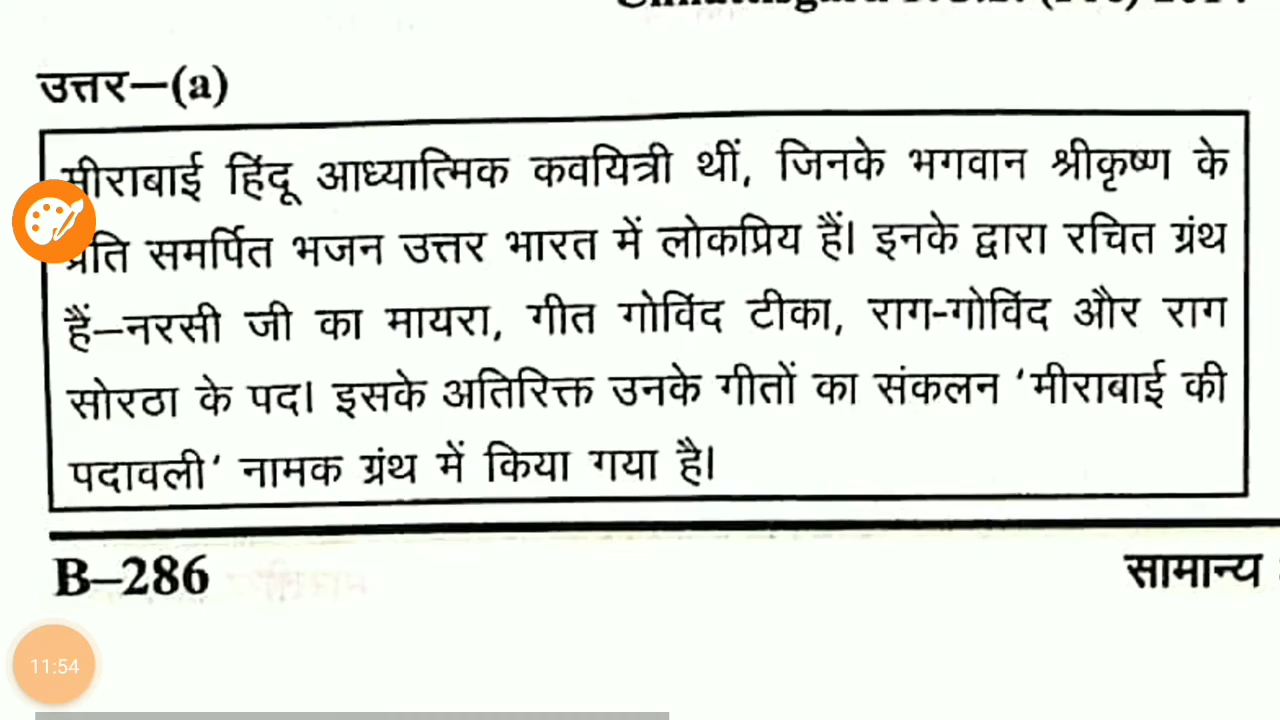 उत्तर—(a)
मीराबाई हिंदू आध्यात्मिक कवयित्री थीं, जिनके भगवान श्रीकृष्ण के
प्रति समर्पित भजन उत्तर भारत में लोकप्रिय हैं। इनके द्वारा रचित ग्रंथ
हैं—नरसी जी का मायरा, गीत गोविंद टीका, राग-गोविंद और राग
सोरठा के पद। इसके अतिरिक्त उनके गीतों का संकलन ‘मीराबाई की
पदावली’ नामक ग्रंथ में किया गया है।
B–286 सामान्य
11:54